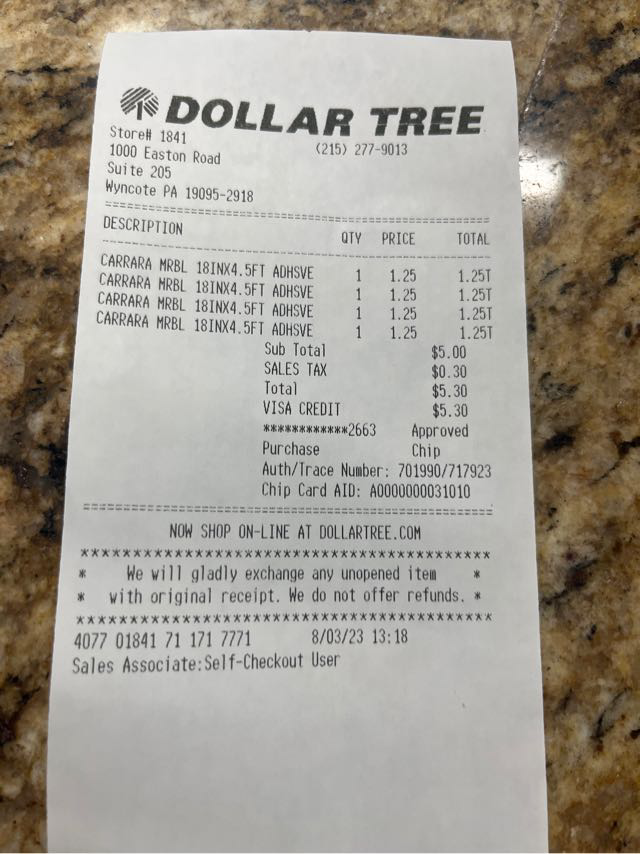 DOLLAR TREE
Store# 1841 (215) 277-9013
1000 Easton Road
Suite 205
Wyncote PA 19095-2918
================================================
DESCRIPTION QTY PRICE TOTAL
------------------------------------------------
CARRARA MRBL 18INX4.5FT ADHSVE 1 1.25 1.25T
CARRARA MRBL 18INX4.5FT ADHSVE 1 1.25 1.25T
CARRARA MRBL 18INX4.5FT ADHSVE 1 1.25 1.25T
CARRARA MRBL 18INX4.5FT ADHSVE 1 1.25 1.25T
Sub Total $5.00
SALES TAX $0.30
Total $5.30
VISA CREDIT $5.30
************2663 Approved
Purchase Chip
Auth/Trace Number: 701990/717923
Chip Card AID: A0000000031010
================================================
NOW SHOP ON-LINE AT DOLLARTREE.COM
****************************************
* We will gladly exchange any unopened item *
* with original receipt. We do not offer refunds. *
****************************************
4077 01841 71 171 7771 8/03/23 13:18
Sales Associate:Self-Checkout User